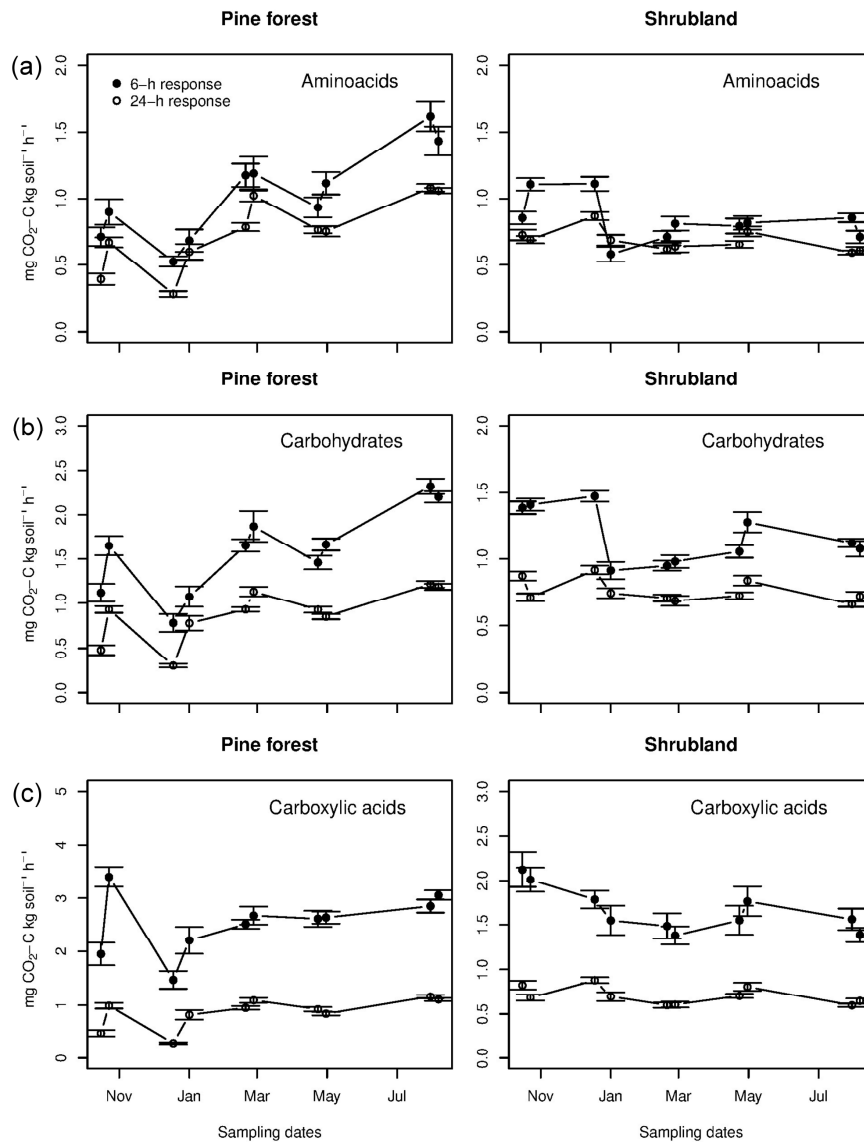 Pine forest Shrubland
(a)
2.0 1.5 1.0 0.5 0.0
mg CO₂–C kg soil⁻¹ h⁻¹
6–h response
24–h response
Aminoacids
2.0 1.5 1.0 0.5 0.0
Aminoacids
Pine forest Shrubland
(b)
3.0 2.5 2.0 1.5 1.0 0.5 0.0
mg CO₂–C kg soil⁻¹ h⁻¹
Carbohydrates
2.0 1.5 1.0 0.5 0.0
Carbohydrates
Pine forest Shrubland
(c)
5 4 3 2 1 0
mg CO₂–C kg soil⁻¹ h⁻¹
Carboxylic acids
3.0 2.5 2.0 1.5 1.0 0.5 0.0
Carboxylic acids
Nov Jan Mar May Jul Nov Jan Mar May Jul
Sampling dates Sampling dates